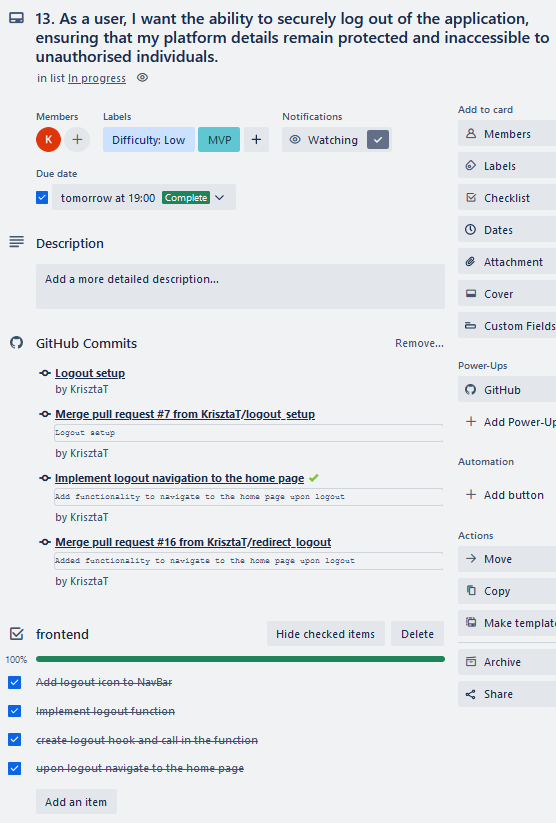 13. As a user, I want the ability to securely log out of the application,
ensuring that my platform details remain protected and inaccessible to
unauthorised individuals.
in list In progress
Members
Labels
Notifications
K
Difficulty: Low
MVP
Watching
Due date
tomorrow at 19:00 Complete
Description
Add a more detailed description...
GitHub Commits
Remove...
Logout setup
by KrisztaT
Merge pull request #7 from KrisztaT/logout_setup
Logout setup
by KrisztaT
Implement logout navigation to the home page
Add functionality to navigate to the home page upon logout
by KrisztaT
Merge pull request #16 from KrisztaT/redirect_logout
Added functionality to navigate to the home page upon logout
by KrisztaT
frontend
Hide checked items
Delete
100%
Add logout icon to NavBar
Implement logout function
create logout hook and call in the function
upon logout navigate to the home page
Add an item
Add to card
Members
Labels
Checklist
Dates
Attachment
Cover
Custom Fields
Power-Ups
GitHub
Add Power-Up
Automation
Add button
Actions
Move
Copy
Make template
Archive
Share